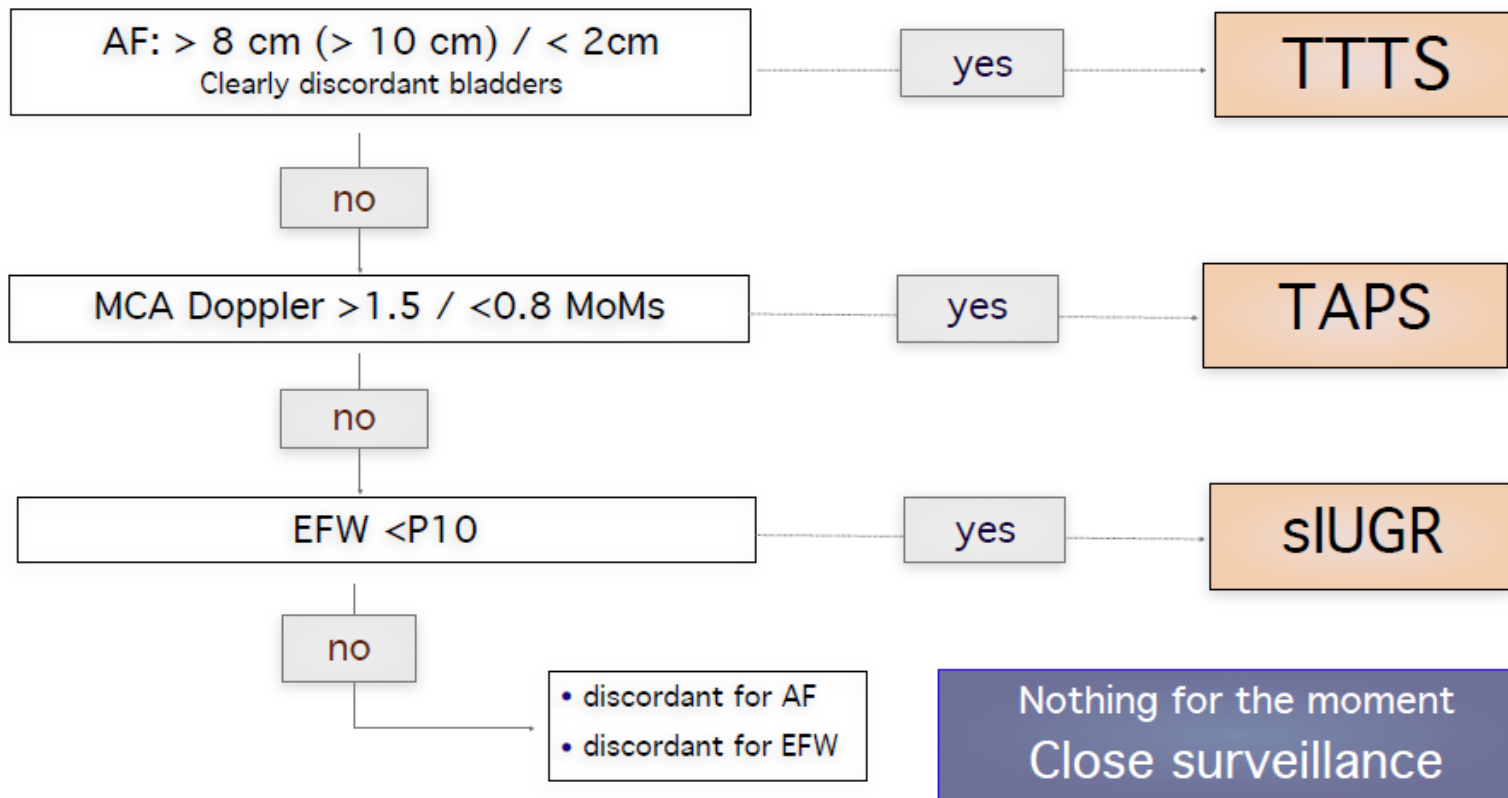 AF: > 8 cm (> 10 cm) / < 2cm
Clearly discordant bladders
yes
TTTS
no
MCA Doppler >1.5 / <0.8 MoMs
yes
TAPS
no
EFW <P10
yes
sIUGR
no
• discordant for AF
• discordant for EFW
Nothing for the moment
Close surveillance